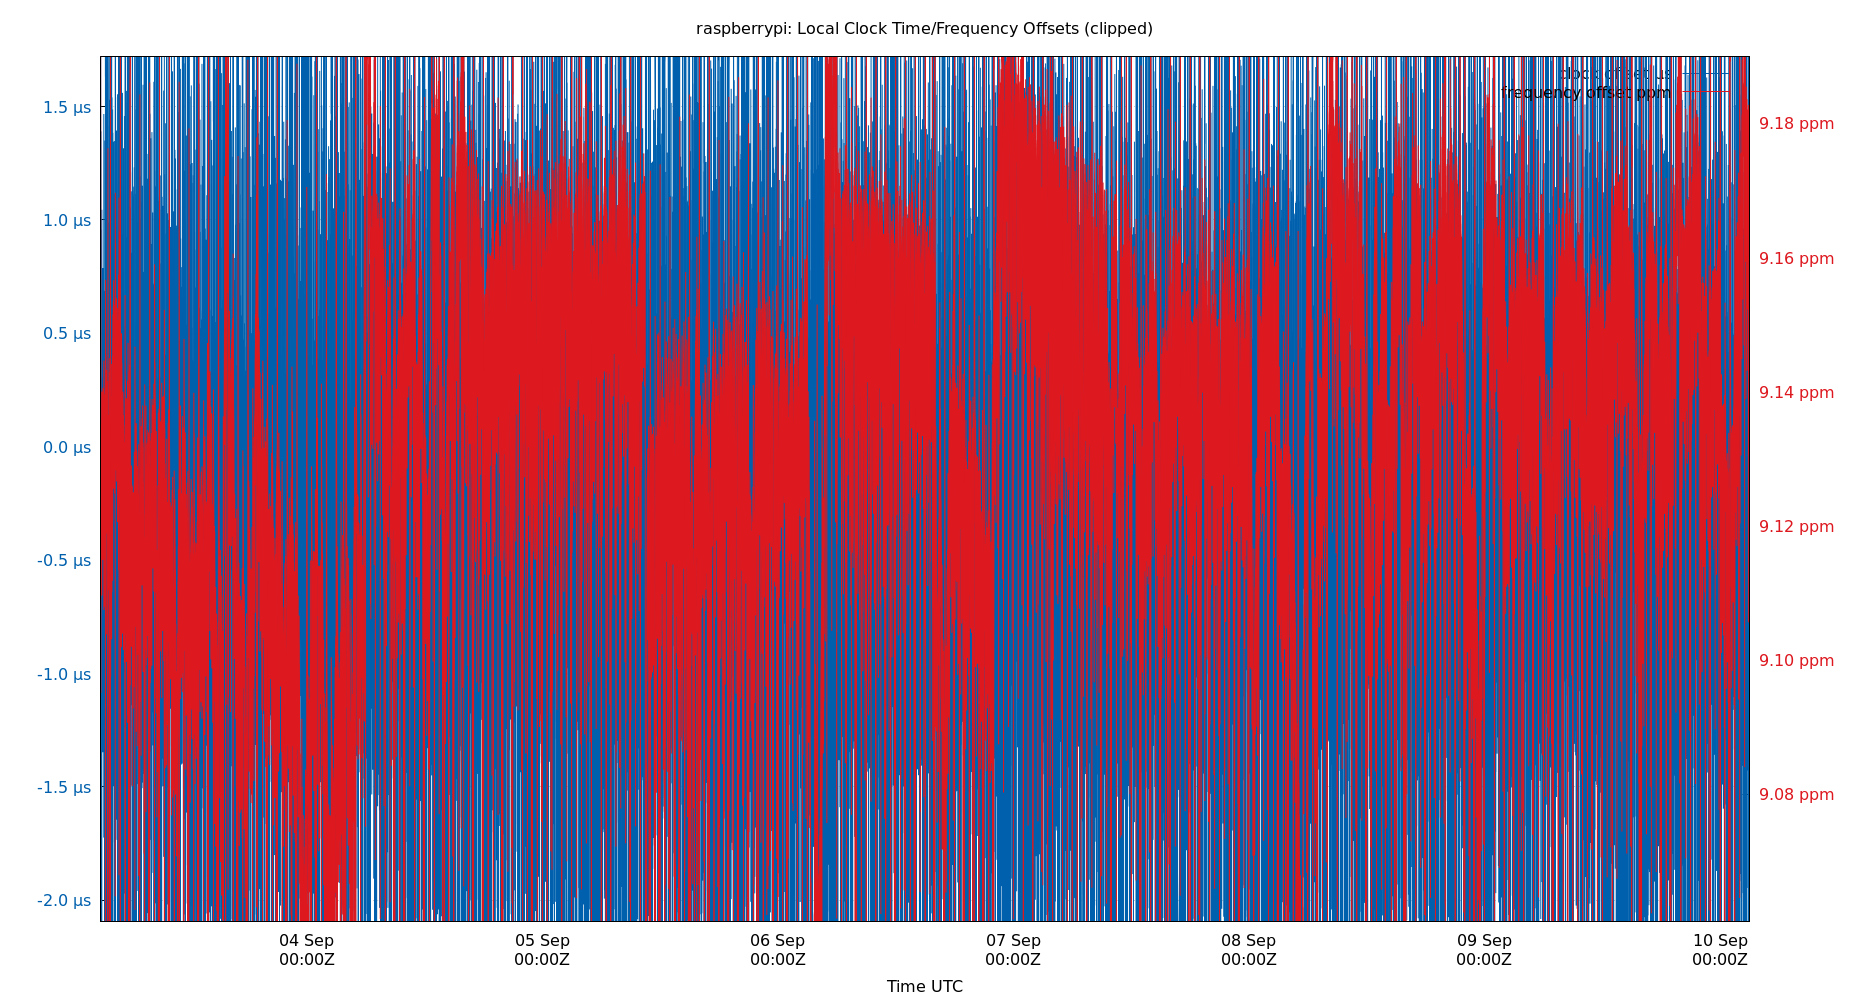 raspberrypi: Local Clock Time/Frequency Offsets (clipped)
clock offset us
frequency offset ppm
1.5 μs
1.0 μs
0.5 μs
0.0 μs
-0.5 μs
-1.0 μs
-1.5 μs
-2.0 μs
9.18 ppm
9.16 ppm
9.14 ppm
9.12 ppm
9.10 ppm
9.08 ppm
04 Sep
00:00Z
05 Sep
00:00Z
06 Sep
00:00Z
07 Sep
00:00Z
08 Sep
00:00Z
09 Sep
00:00Z
10 Sep
00:00Z
Time UTC